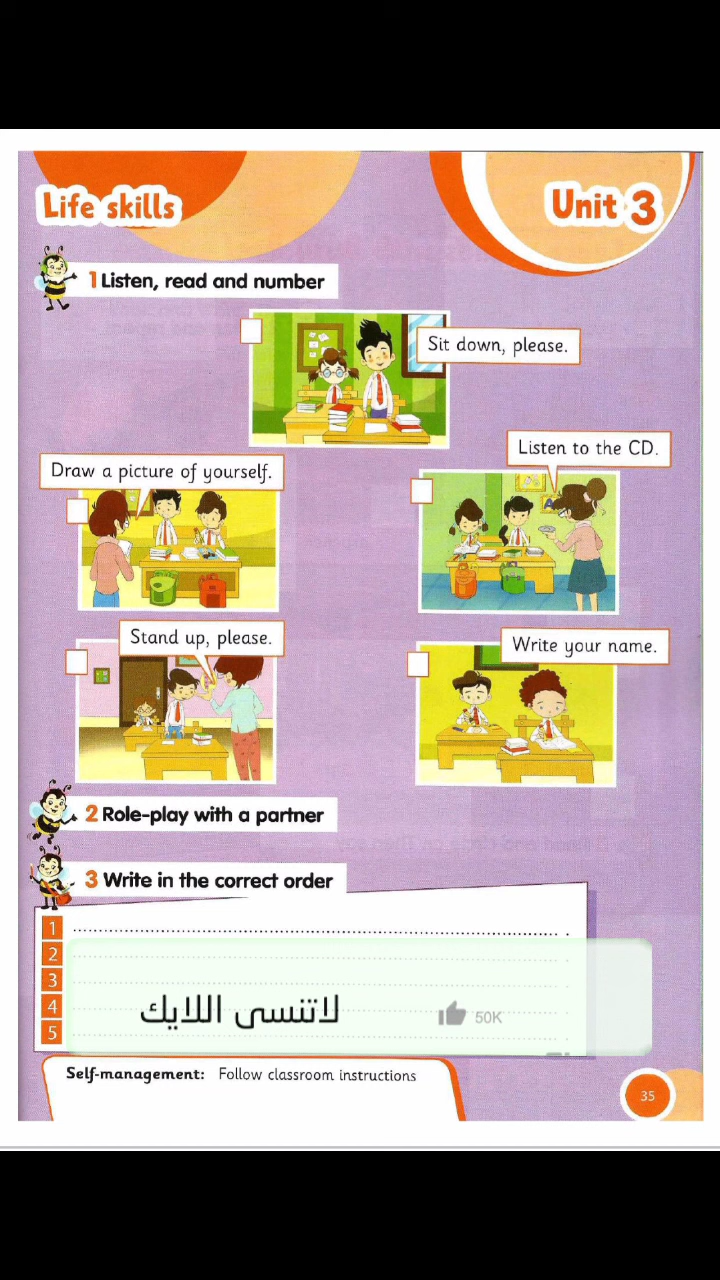 Life skills
Unit 3
1 Listen, read and number
Sit down, please.
Listen to the CD.
Draw a picture of yourself.
Stand up, please.
Write your name.
2 Role-play with a partner
3 Write in the correct order
1
2
3
4
5
لاتنسى اللايك
50K
Self-management: Follow classroom instructions
35